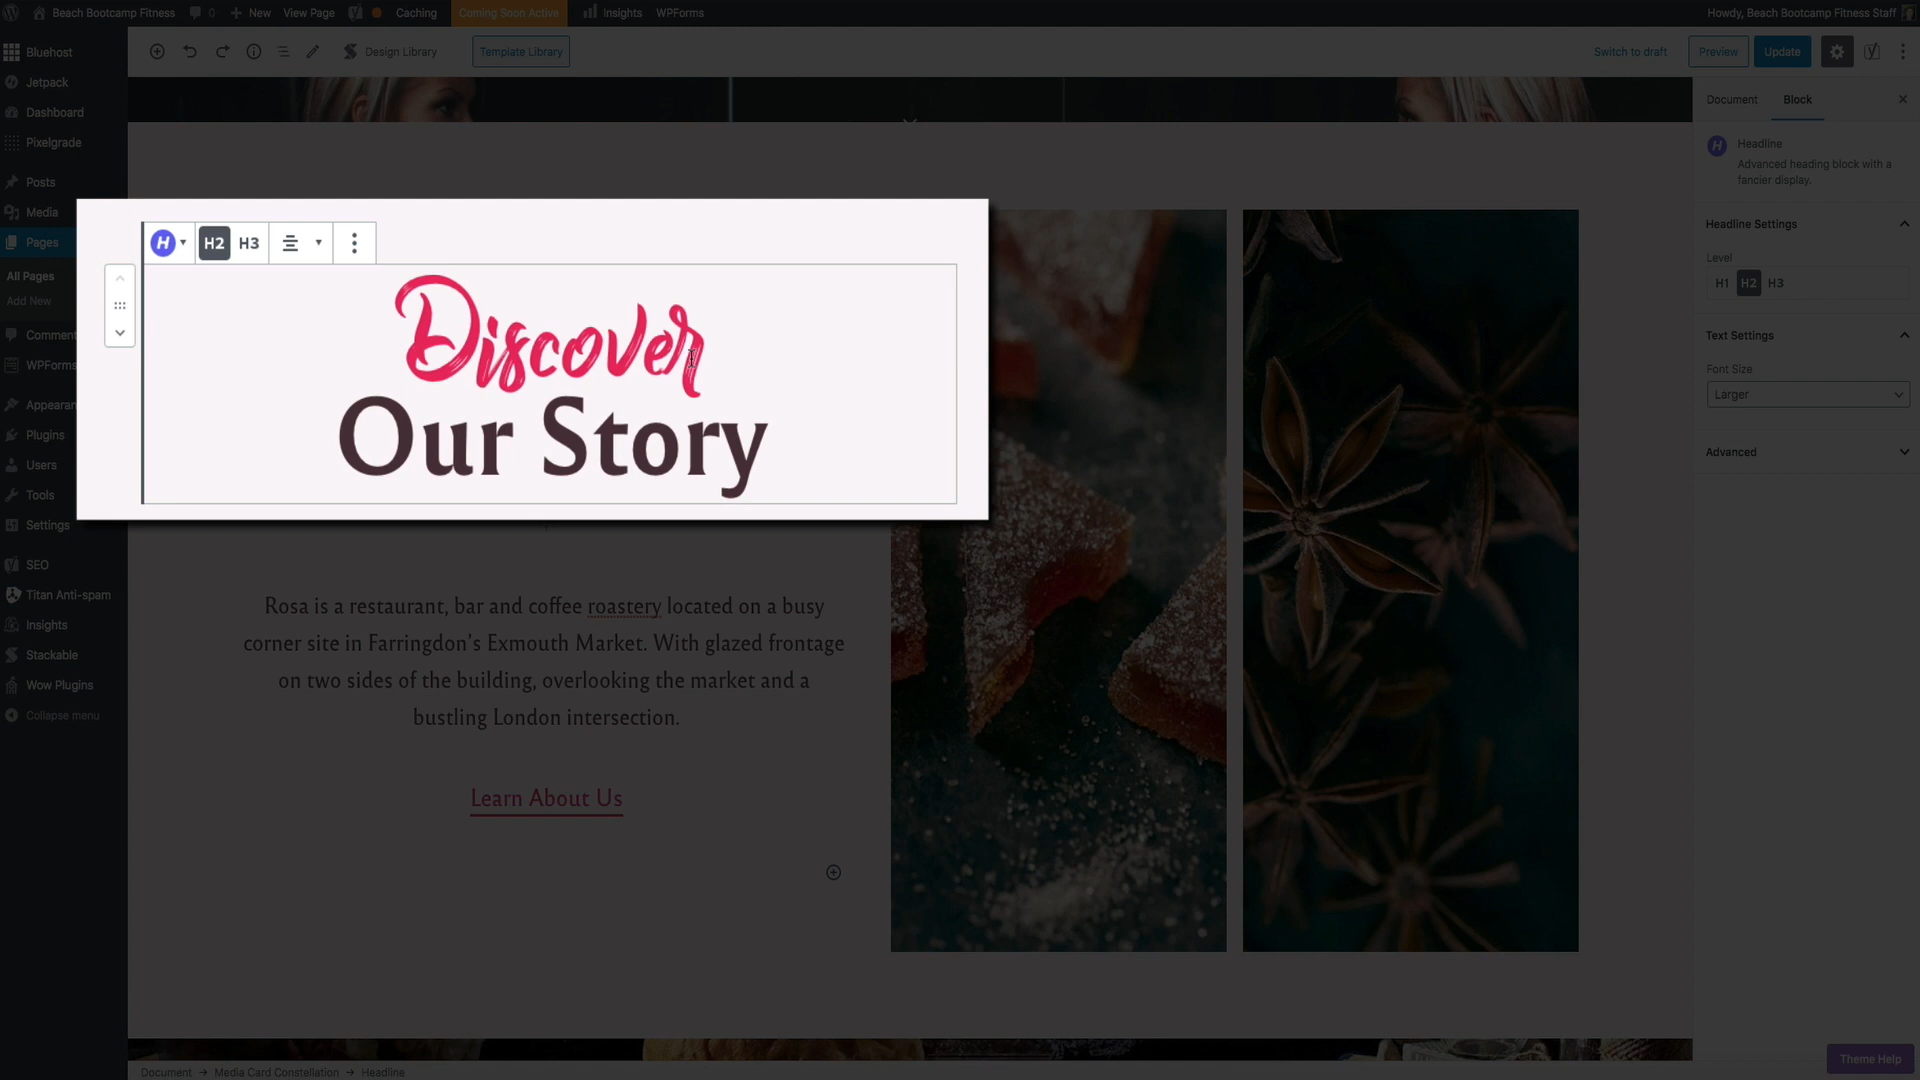 Beach Bootcamp Fitness 0 New View Page Caching Coming Soon Active Insights WPForms Howdy, Beach Bootcamp Fitness Staff
Bluehost
Jetpack
Dashboard
Pixelgrade
Posts
Media
Pages
All Pages
Add New
Comment
WPForms
Appearan
Plugins
Users
Tools
Settings
SEO
Titan Anti-spam
Insights
Stackable
Wow Plugins
Collapse menu
Design Library Template Library Switch to draft Preview Update
H H2 H3
Discover
Our Story
Rosa is a restaurant, bar and coffee roastery located on a busy
corner site in Farringdon's Exmouth Market. With glazed frontage
on two sides of the building, overlooking the market and a
bustling London intersection.
Learn About Us
Document Block
H Headline
Advanced heading block with a
fancier display.
Headline Settings
Level
H1 H2 H3
Text Settings
Font Size
Larger
Advanced
Theme Help
Document → Media Card Constellation → Headline